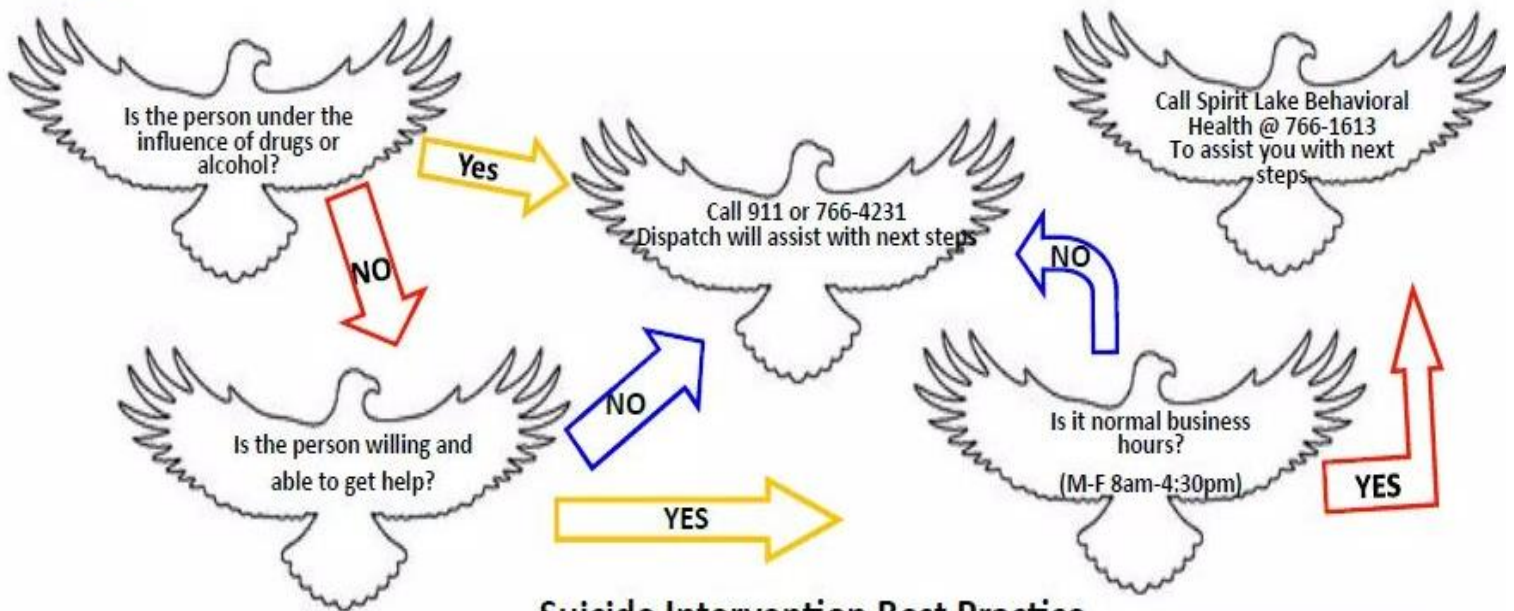 Is the person under the
influence of drugs or
alcohol?
Yes
Call 911 or 766-4231
Dispatch will assist with next steps
Call Spirit Lake Behavioral
Health @ 766-1613
To assist you with next
steps
NO
NO
Is the person willing and
able to get help?
NO
YES
Is it normal business
hours?
(M-F 8am-4:30pm)
YES
Suicide Intervention Best Practice